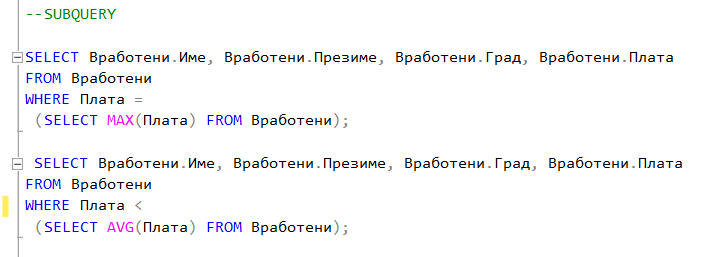 --SUBQUERY
SELECT Вработени.Име, Вработени.Презиме, Вработени.Град, Вработени.Плата
FROM Вработени
WHERE Плата =
(SELECT MAX(Плата) FROM Вработени);
SELECT Вработени.Име, Вработени.Презиме, Вработени.Град, Вработени.Плата
FROM Вработени
WHERE Плата <
(SELECT AVG(Плата) FROM Вработени);